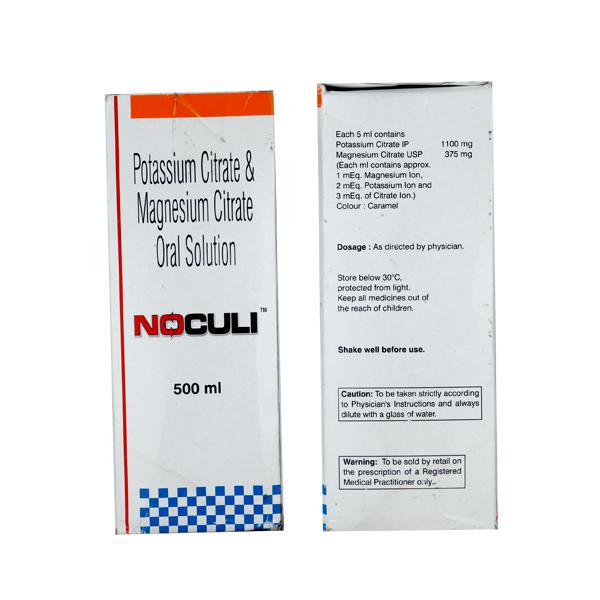 Potassium Citrate &
Magnesium Citrate
Oral Solution
NOCULI™
500 ml
Each 5 ml contains
Potassium Citrate IP 1100 mg
Magnesium Citrate USP 375 mg
(Each ml contains approx.
1 mEq. Magnesium Ion,
2 mEq. Potassium Ion and
3 mEq. of Citrate Ion.)
Colour : Caramel
Dosage : As directed by physician.
Store below 30°C,
protected from light.
Keep all medicines out of
the reach of children.
Shake well before use.
Caution: To be taken strictly according
to Physician's Instructions and always
dilute with a glass of water.
Warning: To be sold by retail on
the prescription of a Registered
Medical Practitioner only.